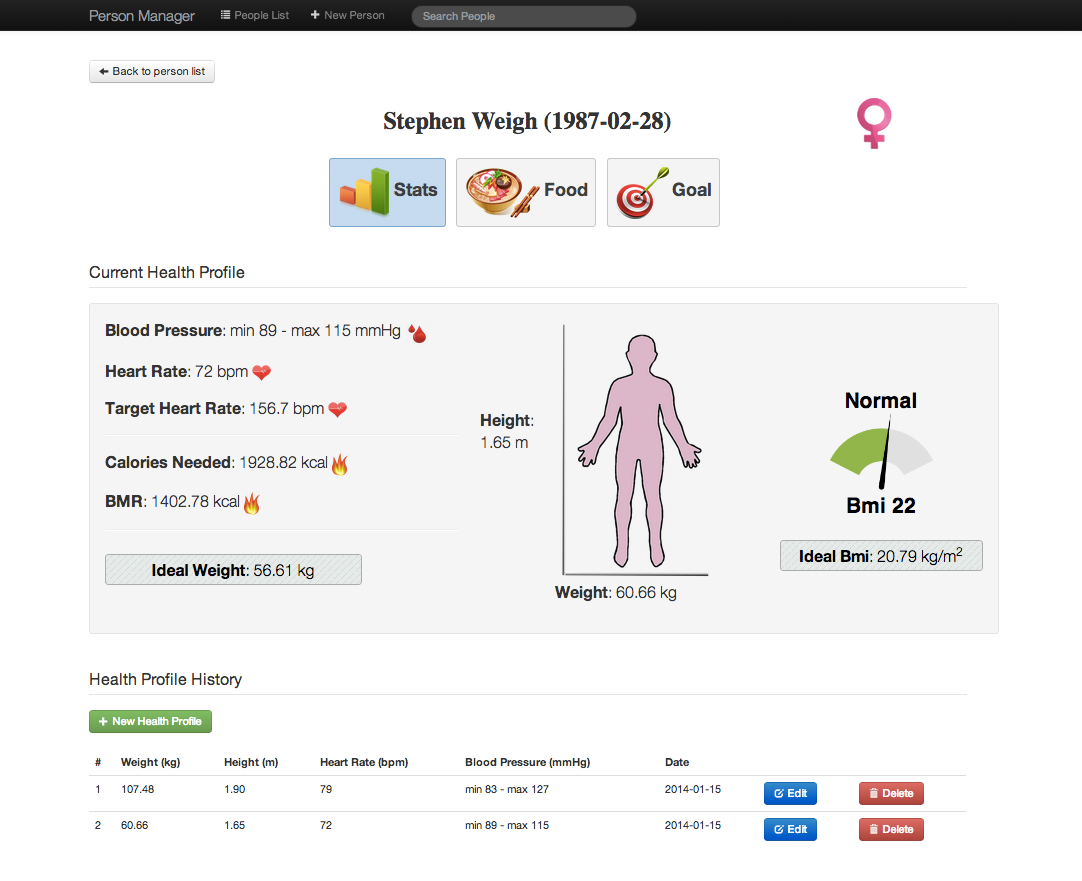 Person Manager People List New Person Search People
Back to person list
Stephen Weigh (1987-02-28)
Stats Food Goal
Current Health Profile
Blood Pressure: min 89 - max 115 mmHg
Heart Rate: 72 bpm
Target Heart Rate: 156.7 bpm
Calories Needed: 1928.82 kcal
BMR: 1402.78 kcal
Ideal Weight: 56.61 kg
Height:
1.65 m
Weight: 60.66 kg
Normal
Bmi 22
Ideal Bmi: 20.79 kg/m²
Health Profile History
New Health Profile
# Weight (kg) Height (m) Heart Rate (bpm) Blood Pressure (mmHg) Date
1 107.48 1.90 79 min 83 - max 127 2014-01-15 Edit Delete
2 60.66 1.65 72 min 89 - max 115 2014-01-15 Edit Delete